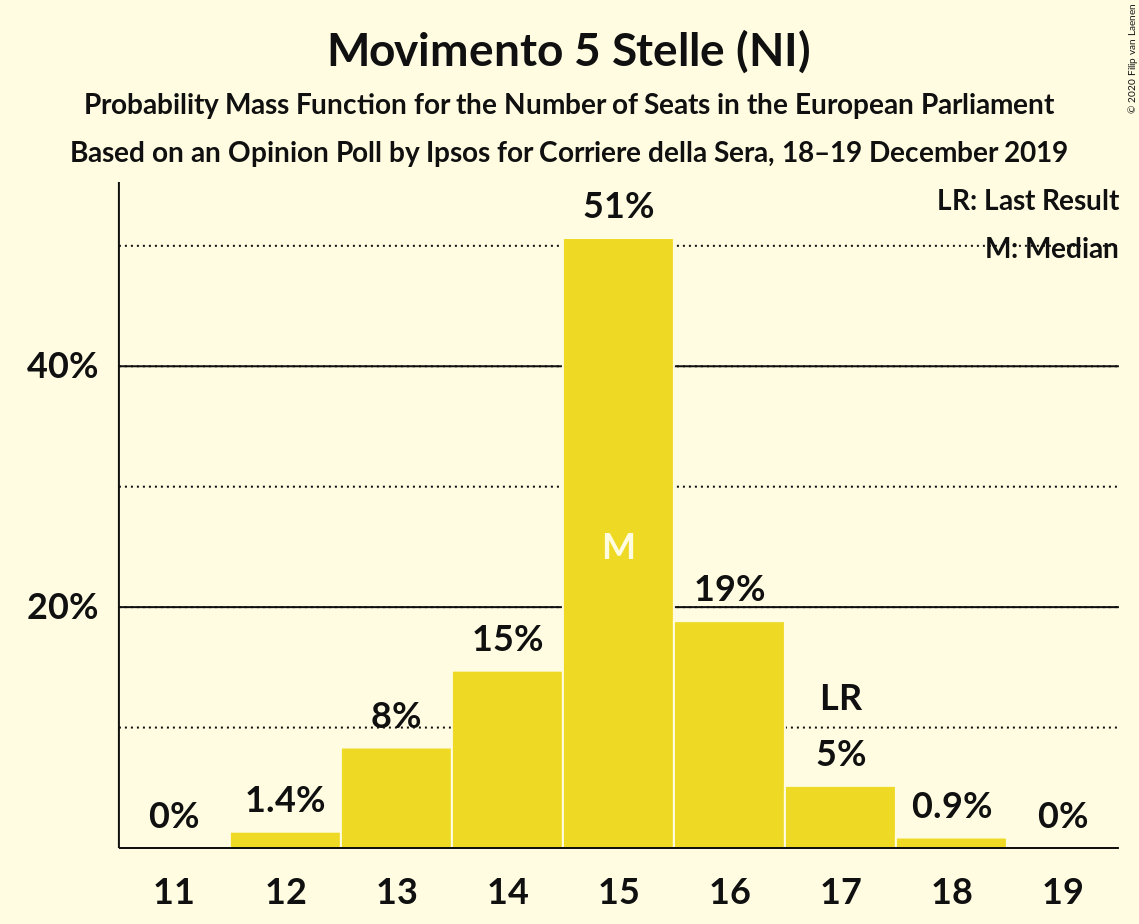 Movimento 5 Stelle (NI)
Probability Mass Function for the Number of Seats in the European Parliament
Based on an Opinion Poll by Ipsos for Corriere della Sera, 18–19 December 2019
© 2020 Filip van Laenen
LR: Last Result
M: Median
51%
40%
M
19%
20%
15%
LR
8%
5%
1.4%
0.9%
0%
0%
11 12 13 14 15 16 17 18 19